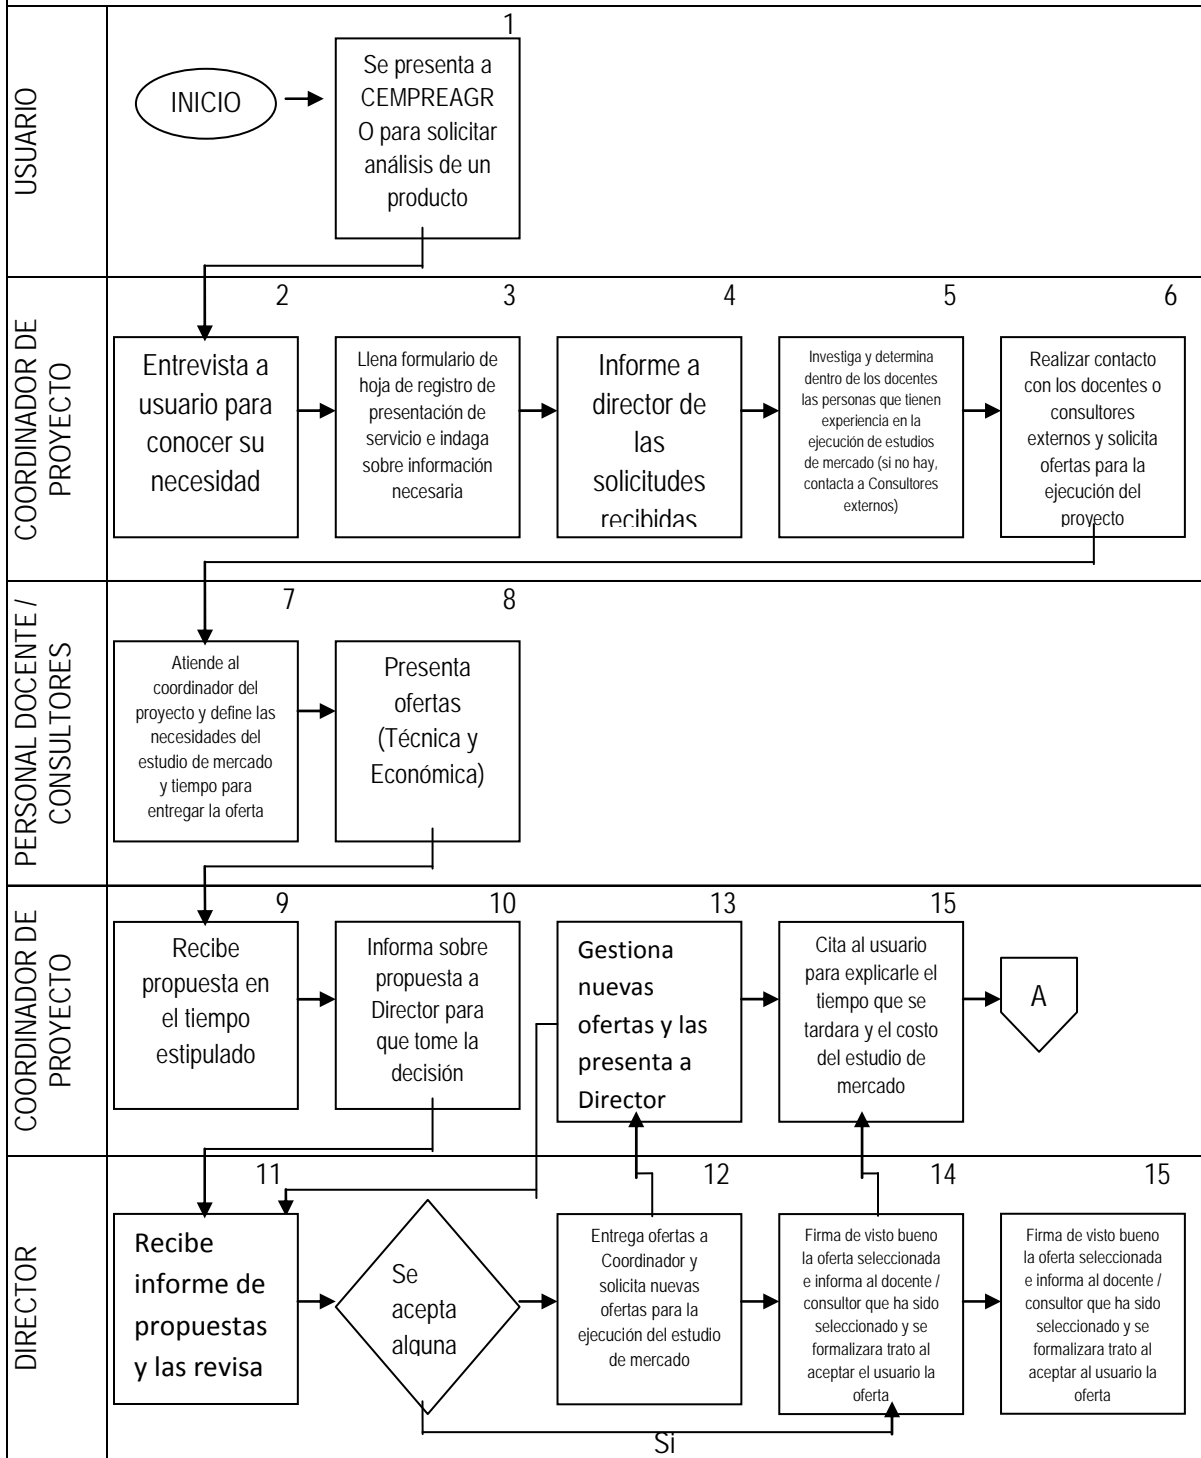 USUARIO
INICIO
1
Se presenta a
CEMPREAGR
O para solicitar
análisis de un
producto
COORDINADOR DE
PROYECTO
2
Entrevista a
usuario para
conocer su
necesidad
3
Llena formulario de
hoja de registro de
presentación de
servicio e indaga
sobre información
necesaria
4
Informe a
director de
las
solicitudes
recibidas
5
Investiga y determina
dentro de los docentes
las personas que tienen
experiencia en la
ejecución de estudios
de mercado (si no hay,
contacta a Consultores
externos)
6
Realizar contacto
con los docentes o
consultores
externos y solicita
ofertas para la
ejecución del
proyecto
PERSONAL DOCENTE /
CONSULTORES
7
Atiende al
coordinador del
proyecto y define las
necesidades del
estudio de mercado
y tiempo para
entregar la oferta
8
Presenta
ofertas
(Técnica y
Económica)
COORDINADOR DE
PROYECTO
9
Recibe
propuesta en
el tiempo
estipulado
10
Informa sobre
propuesta a
Director para
que tome la
decisión
13
Gestiona
nuevas
ofertas y las
presenta a
Director
15
Cita al usuario
para explicarle el
tiempo que se
tardara y el costo
del estudio de
mercado
A
DIRECTOR
11
Recibe
informe de
propuestas
y las revisa
Se
acepta
alguna
12
Entrega ofertas a
Coordinador y
solicita nuevas
ofertas para la
ejecución del estudio
de mercado
14
Firma de visto bueno
la oferta seleccionada
e informa al docente /
consultor que ha sido
seleccionado y se
formalizara trato al
aceptar el usuario la
oferta
15
Firma de visto bueno
la oferta seleccionada
e informa al docente /
consultor que ha sido
seleccionado y se
formalizara trato al
aceptar al usuario la
oferta
Si